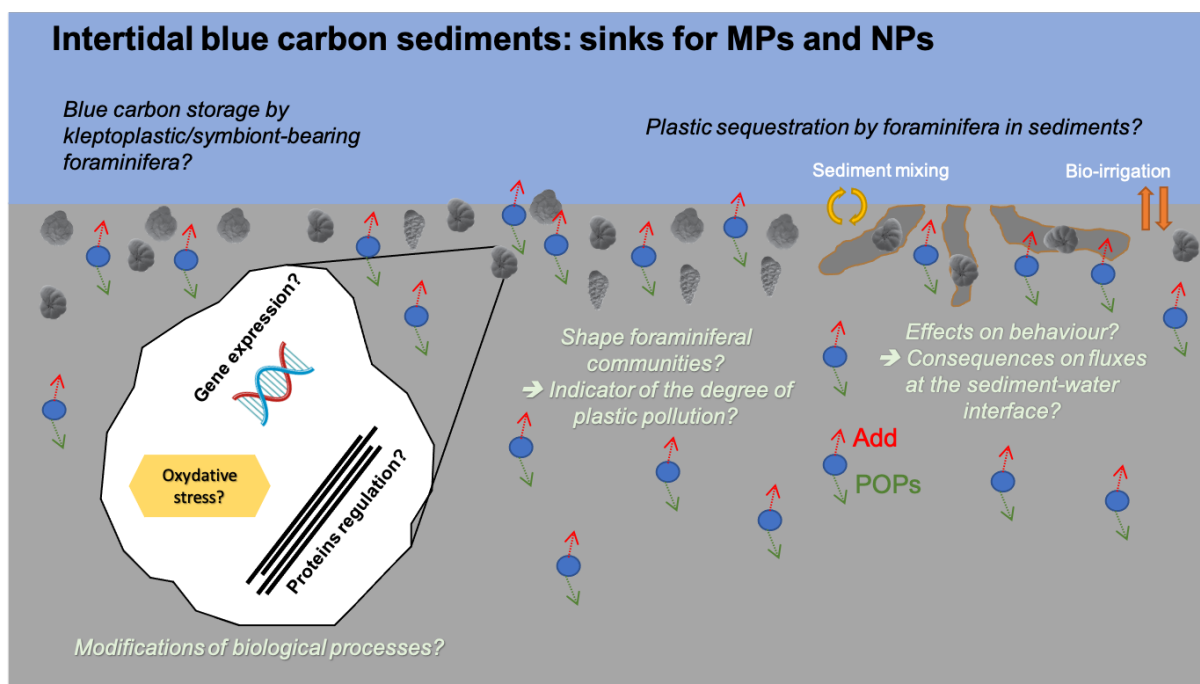 Intertidal blue carbon sediments: sinks for MPs and NPs
Blue carbon storage by
kleptoplastic/symbiont-bearing
foraminifera?
Plastic sequestration by foraminifera in sediments?
Sediment mixing
Bio-irrigation
Gene expression?
Oxydative
stress?
Proteins regulation?
Shape foraminiferal
communities?
➔ Indicator of the degree of
plastic pollution?
Effects on behaviour?
➔ Consequences on fluxes
at the sediment-water
interface?
Add
POPs
Modifications of biological processes?